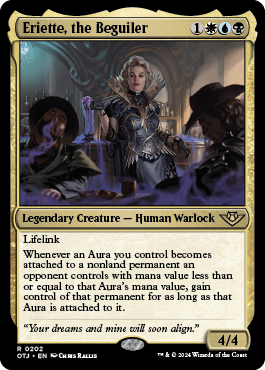 Eriette, the Beguiler 1
Legendary Creature — Human Warlock
Lifelink
Whenever an Aura you control becomes
attached to a nonland permanent an
opponent controls with mana value less than
or equal to that Aura's mana value, gain
control of that permanent for as long as that
Aura is attached to it.
"Your dreams and mine will soon align."
4/4
R 0202
OTJ • EN Chris Rallis
™ & © 2024 Wizards of the Coast